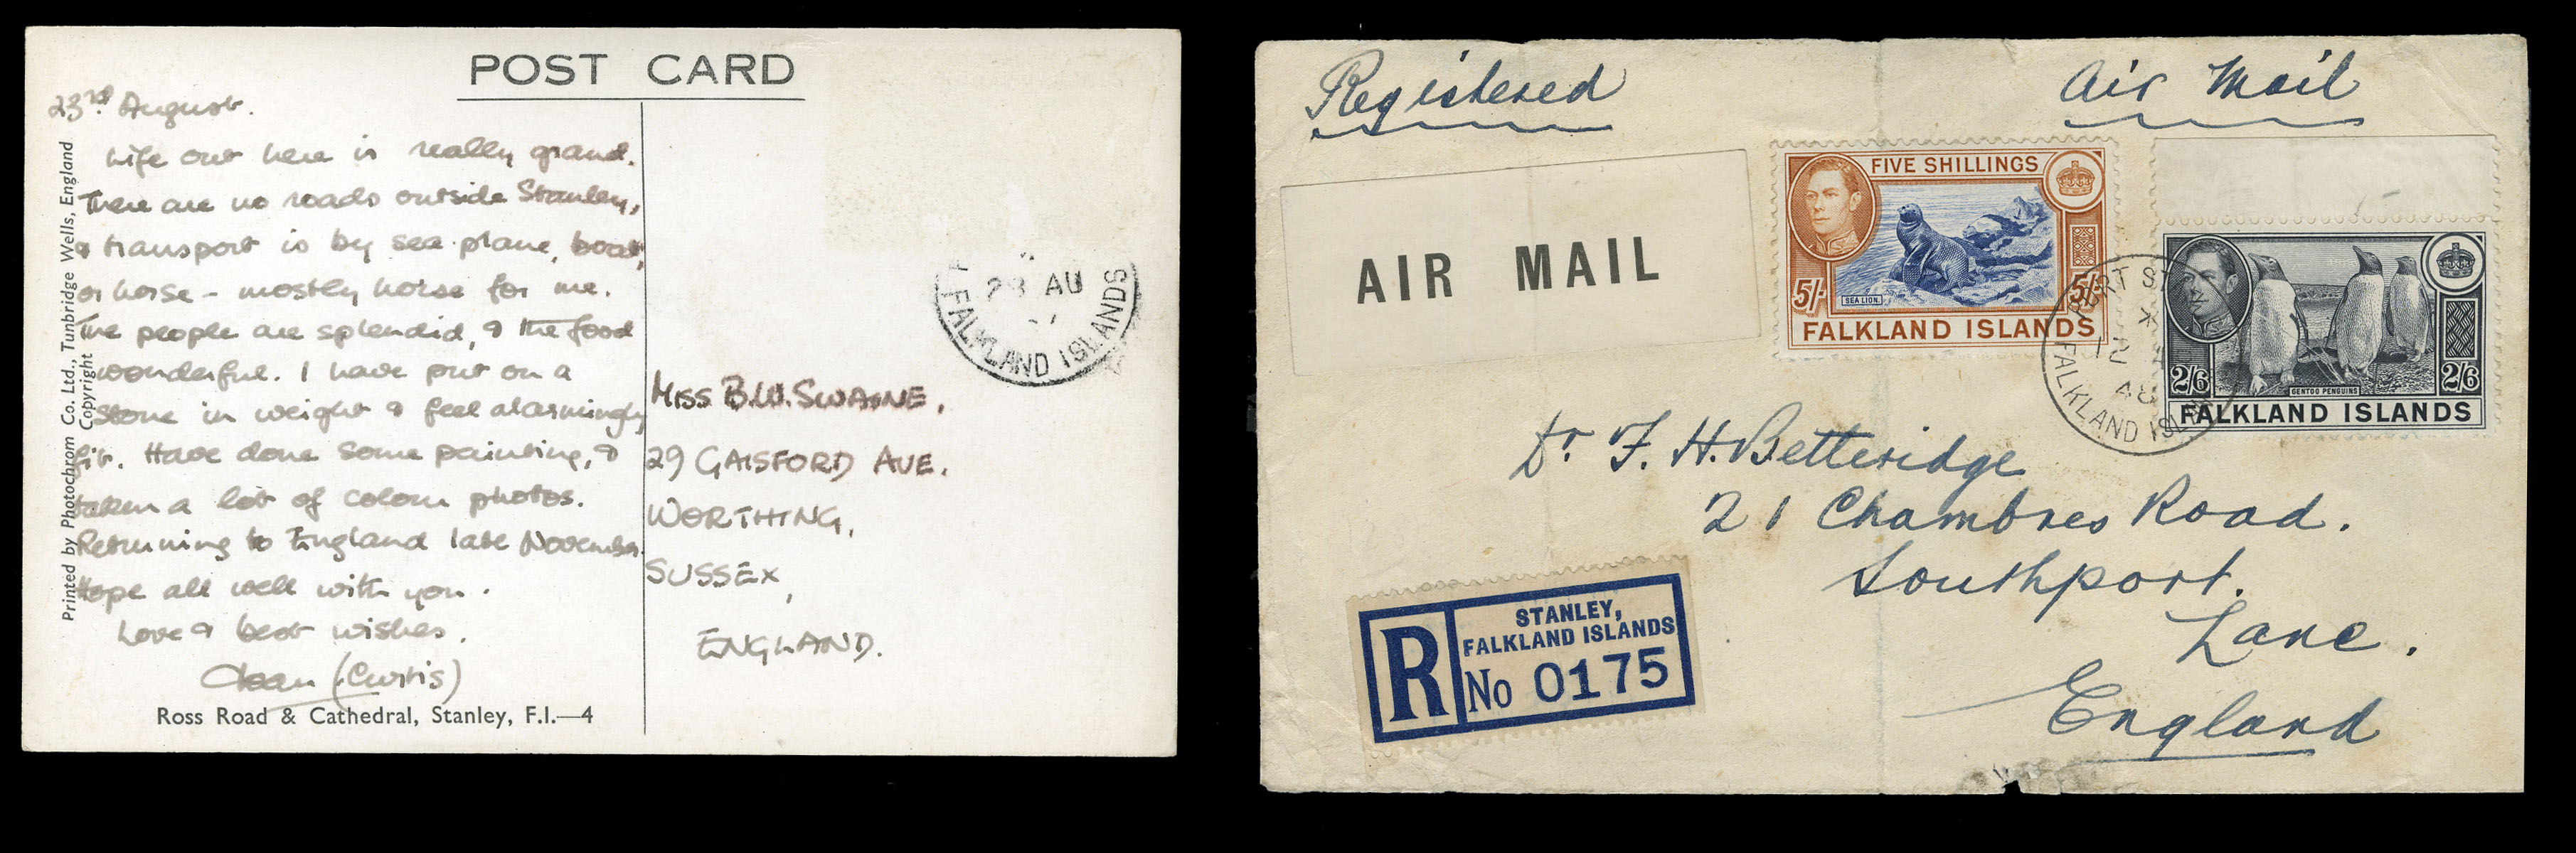 POST CARD
23rd August.
Life out here is really grand.
There are no roads outside Stanley,
& transport is by sea plane, boat,
or horse – mostly horse for me.
The people are splendid, & the food
wonderful. I have put on a
stone in weight & feel alarmingly
fit. Have done some painting, &
taken a lot of colour photos.
Returning to England late November.
Hope all well with you.
Love & best wishes.
(Curtis)
Ross Road & Cathedral, Stanley, F.I.—4
Printed by Photochrom Co. Ltd., Tunbridge Wells, England
Copyright
23 AU
FALKLAND ISLANDS
MISS B.W. SWAINE,
29 GAISFORD AVE.
WORTHING,
SUSSEX,
ENGLAND.
Registered
Air Mail
AIR MAIL
FIVE SHILLINGS
5/-
5/-
SEA LION.
FALKLAND ISLANDS
2/6
GENTOO PENGUINS
2/6
FALKLAND ISLANDS
PORT ST
12
48
FALKLAND ISL
Dr. F. H. Betteridge
21 Chambres Road.
Southport.
Lanc.
England
R
STANLEY,
FALKLAND ISLANDS
No 0175